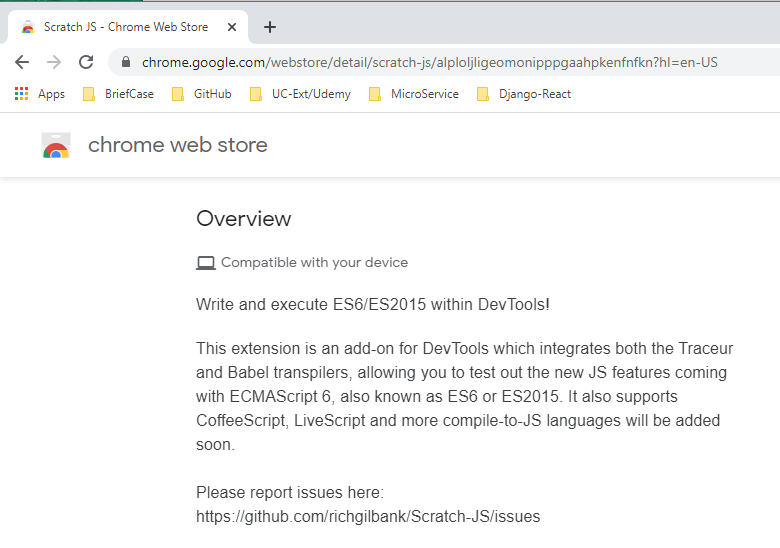 Scratch JS - Chrome Web Store
chrome.google.com/webstore/detail/scratch-js/alploljligeomonipppgaahpkenfnfkn?hl=en-US
Apps BriefCase GitHub UC-Ext/Udemy MicroService Django-React
chrome web store
Overview
Compatible with your device
Write and execute ES6/ES2015 within DevTools!
This extension is an add-on for DevTools which integrates both the Traceur
and Babel transpilers, allowing you to test out the new JS features coming
with ECMAScript 6, also known as ES6 or ES2015. It also supports
CoffeeScript, LiveScript and more compile-to-JS languages will be added
soon.
Please report issues here:
https://github.com/richgilbank/Scratch-JS/issues